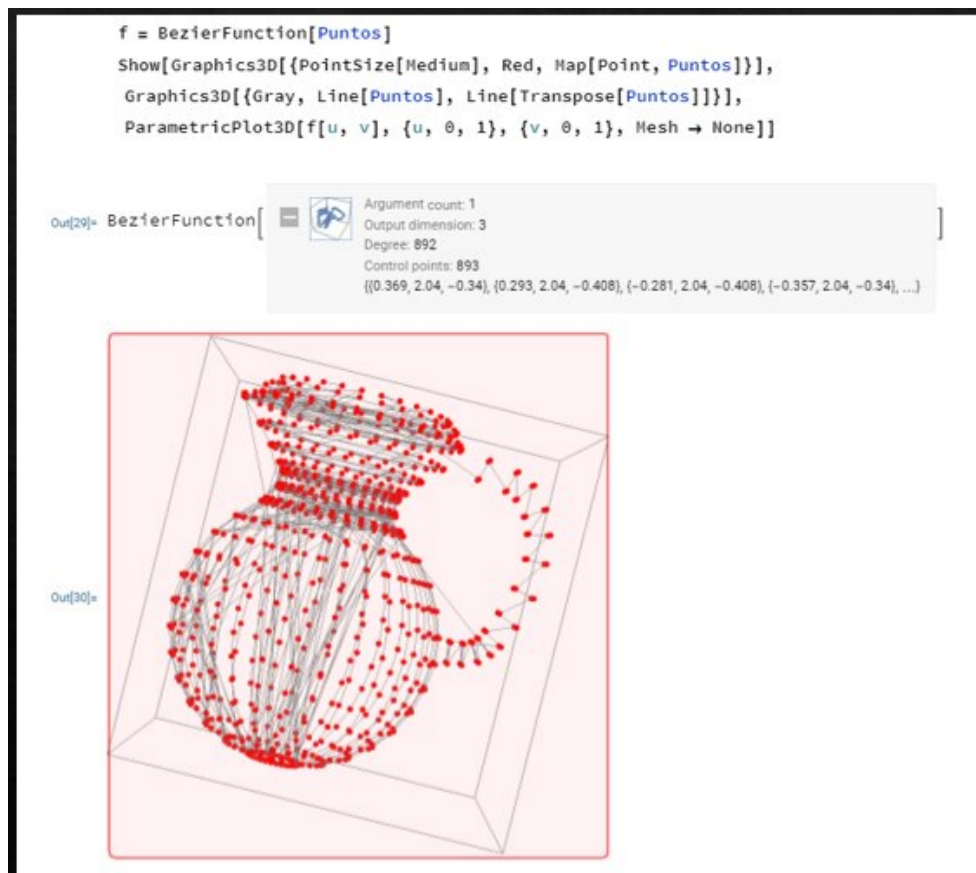 f = BezierFunction[Puntos]
Show[Graphics3D[{PointSize[Medium], Red, Map[Point, Puntos]}],
Graphics3D[{Gray, Line[Puntos], Line[Transpose[Puntos]]}],
ParametricPlot3D[f[u, v], {u, 0, 1}, {v, 0, 1}, Mesh → None]]
Out[29]= BezierFunction[
Argument count: 1
Output dimension: 3
Degree: 892
Control points: 893
{{0.369, 2.04, -0.34}, {0.293, 2.04, -0.408}, {-0.281, 2.04, -0.408}, {-0.357, 2.04, -0.34}, ...}
]
Out[30]=